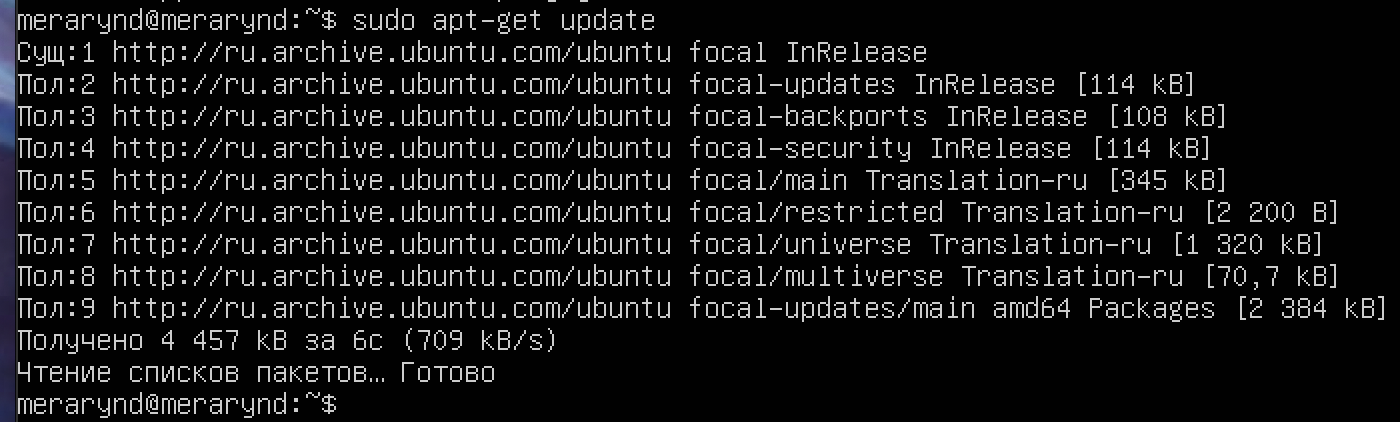 merarynd@merarynd:~$ sudo apt-get update
Сущ:1 http://ru.archive.ubuntu.com/ubuntu focal InRelease
Пол:2 http://ru.archive.ubuntu.com/ubuntu focal-updates InRelease [114 kB]
Пол:3 http://ru.archive.ubuntu.com/ubuntu focal-backports InRelease [108 kB]
Пол:4 http://ru.archive.ubuntu.com/ubuntu focal-security InRelease [114 kB]
Пол:5 http://ru.archive.ubuntu.com/ubuntu focal/main Translation-ru [345 kB]
Пол:6 http://ru.archive.ubuntu.com/ubuntu focal/restricted Translation-ru [2 200 B]
Пол:7 http://ru.archive.ubuntu.com/ubuntu focal/universe Translation-ru [1 320 kB]
Пол:8 http://ru.archive.ubuntu.com/ubuntu focal/multiverse Translation-ru [70,7 kB]
Пол:9 http://ru.archive.ubuntu.com/ubuntu focal-updates/main amd64 Packages [2 384 kB]
Получено 4 457 kB за 6с (709 kB/s)
Чтение списков пакетов… Готово
merarynd@merarynd:~$